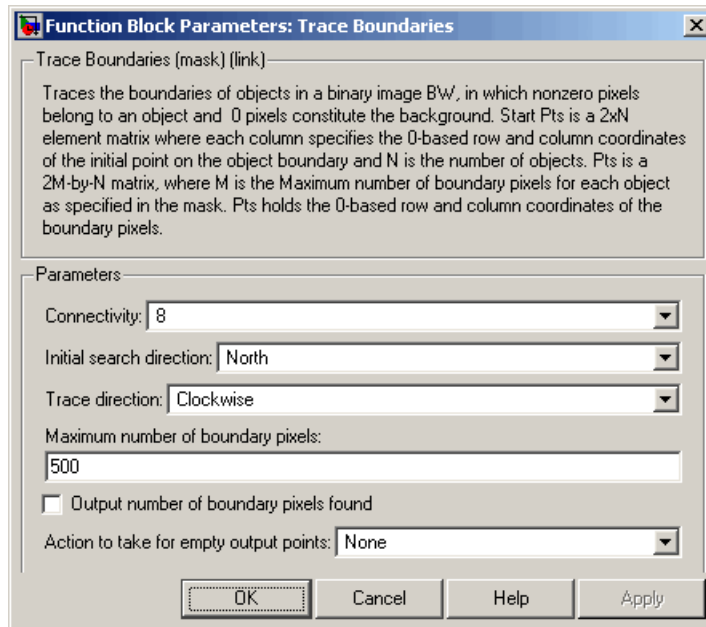 Function Block Parameters: Trace Boundaries
Trace Boundaries (mask) (link)
Traces the boundaries of objects in a binary image BW, in which nonzero pixels
belong to an object and  0 pixels constitute the background. Start Pts is a 2xN
element matrix where each column specifies the 0-based row and column coordinates
of the initial point on the object boundary and N is the number of objects. Pts is a
2M-by-N matrix, where M is the Maximum number of boundary pixels for each object
as specified in the mask. Pts holds the 0-based row and column coordinates of the
boundary pixels.
Parameters
Connectivity: 8
Initial search direction: North
Trace direction: Clockwise
Maximum number of boundary pixels:
500
Output number of boundary pixels found
Action to take for empty output points: None
OK Cancel Help Apply